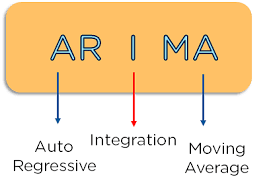 AR I MA
Auto
Regressive
Integration
Moving
Average